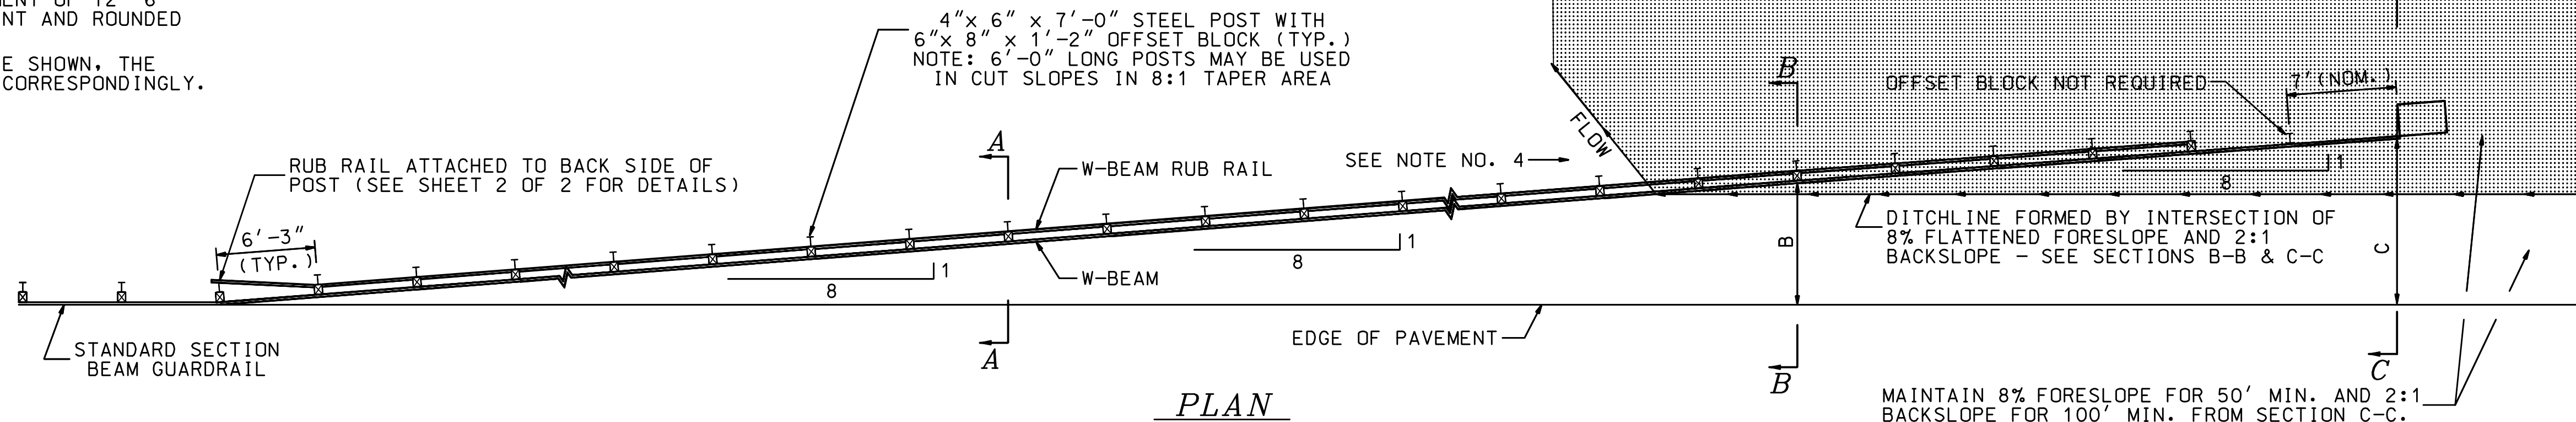 NT AND ROUNDED
E SHOWN, THE
CORRESPONDINGLY.
4"x 6" x 7'-0" STEEL POST WITH
6"x 8" x 1'-2" OFFSET BLOCK (TYP.)
NOTE: 6'-0" LONG POSTS MAY BE USED
IN CUT SLOPES IN 8:1 TAPER AREA
B
OFFSET BLOCK NOT REQUIRED
7'(NOM.)
FLOW
A
RUB RAIL ATTACHED TO BACK SIDE OF
POST (SEE SHEET 2 OF 2 FOR DETAILS)
W-BEAM RUB RAIL
SEE NOTE NO. 4
1
8
6'-3"
(TYP.)
DITCHLINE FORMED BY INTERSECTION OF
8% FLATTENED FORESLOPE AND 2:1
BACKSLOPE - SEE SECTIONS B-B & C-C
B
C
1
8
1
8
W-BEAM
STANDARD SECTION
BEAM GUARDRAIL
EDGE OF PAVEMENT
A
B
C
PLAN
MAINTAIN 8% FORESLOPE FOR 50' MIN. AND 2:1
BACKSLOPE FOR 100' MIN. FROM SECTION C-C.